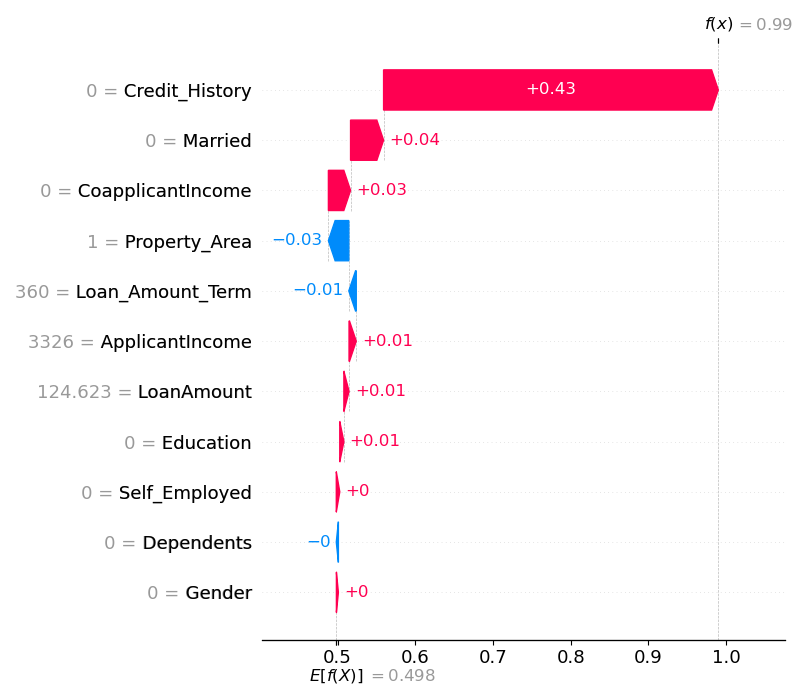 f(x) = 0.99
0 = Credit_History +0.43
0 = Married +0.04
0 = CoapplicantIncome +0.03
1 = Property_Area −0.03
360 = Loan_Amount_Term −0.01
3326 = ApplicantIncome +0.01
124.623 = LoanAmount +0.01
0 = Education +0.01
0 = Self_Employed +0
0 = Dependents −0
0 = Gender +0
0.5 0.6 0.7 0.8 0.9 1.0
E[f(X)] = 0.498